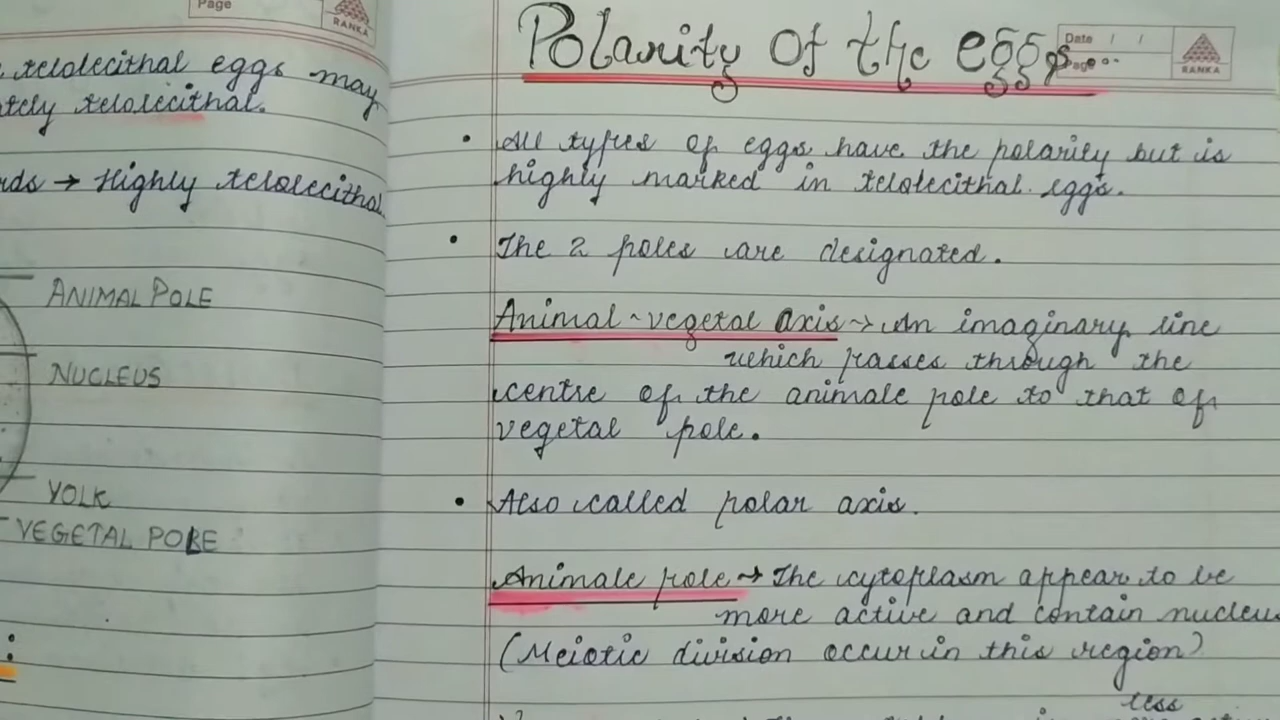 Page
RANKA
telolecithal eggs may
tely telolecithal.
rds → Highly telolecithal
ANIMAL POLE
NUCLEUS
YOLK
VEGETAL POLE
Polarity of the eggs
Date / /
Page
RANKA
• All types of eggs have the polarity but is
highly marked in telolecithal eggs.
• The 2 poles are designated.
Animal-vegetal axis → An imaginary line
which passes through the
centre of the animale pole to that of
vegetal pole.
• Also called polar axis.
Animale pole → The cytoplasm appear to be
more active and contain nucleus
(Meiotic division occur in this region)
less